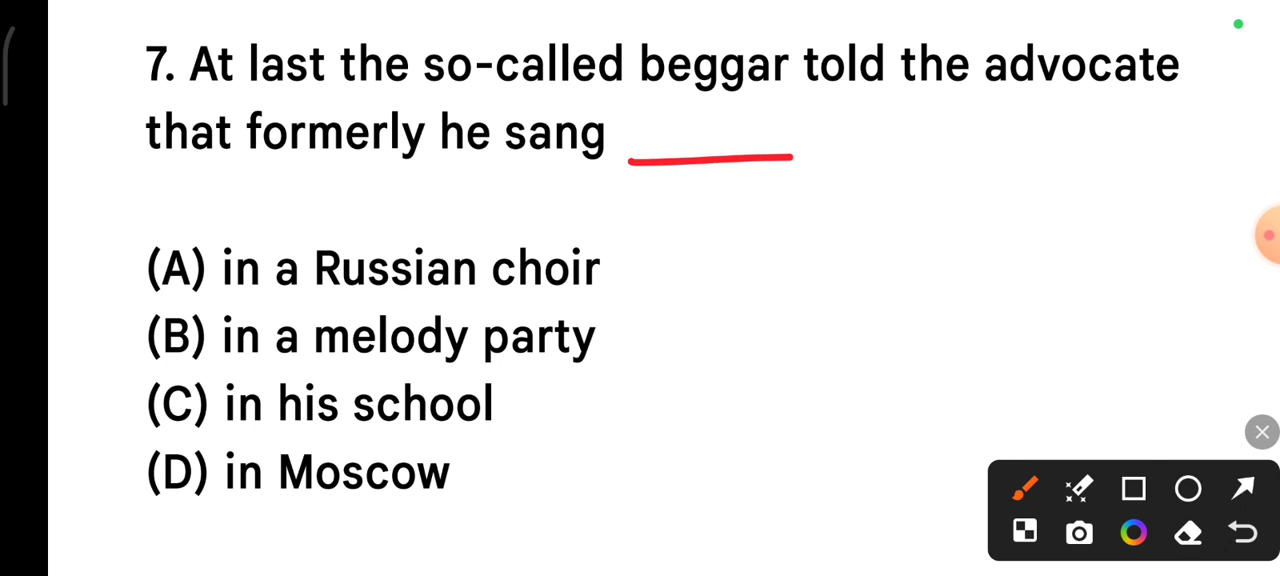 7. At last the so-called beggar told the advocate
that formerly he sang
(A) in a Russian choir
(B) in a melody party
(C) in his school
(D) in Moscow